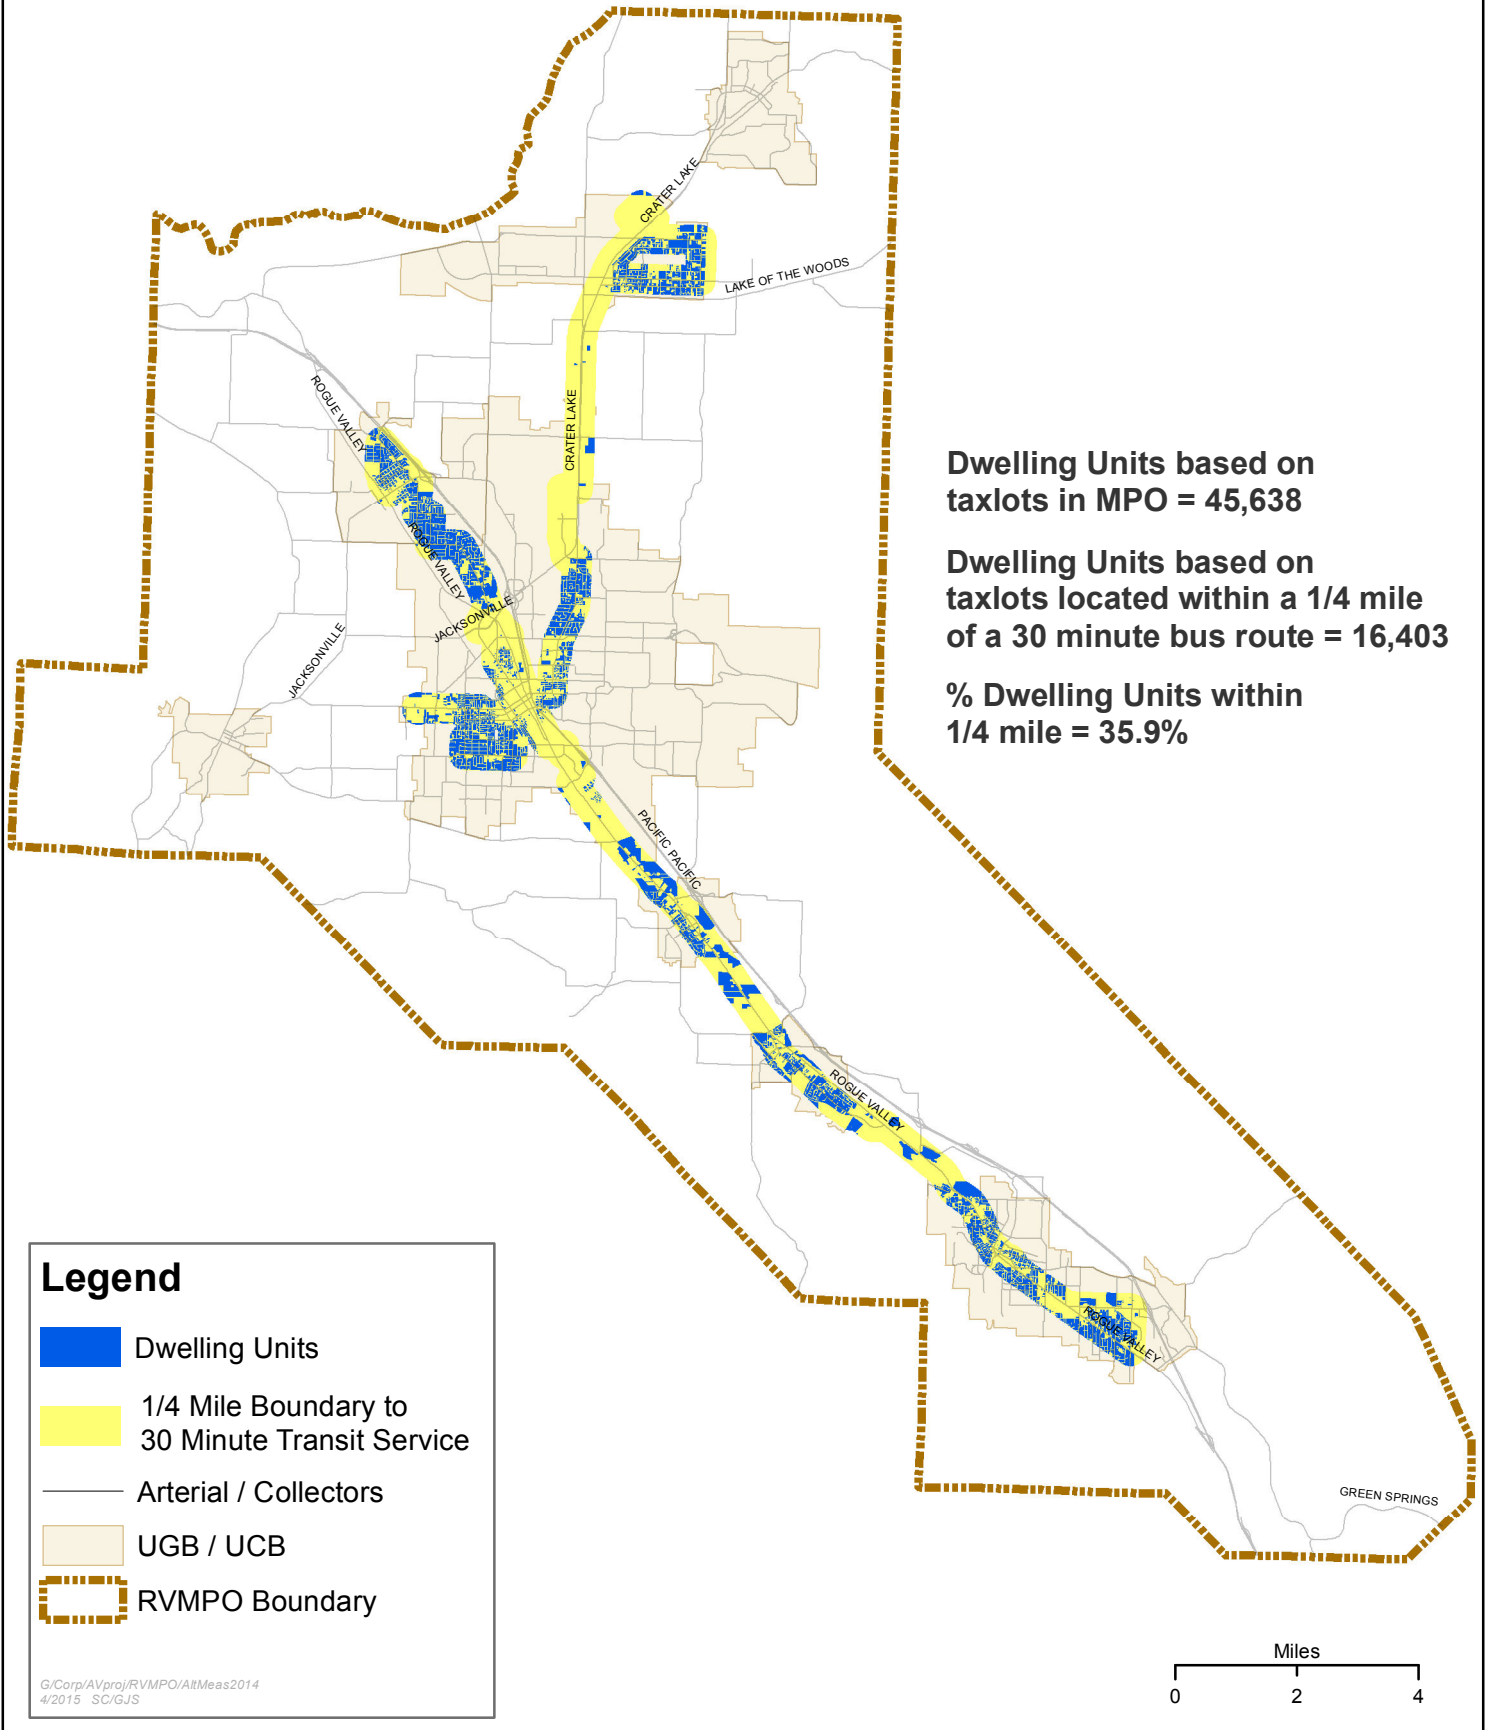 CRATER LAKE
LAKE OF THE WOODS
ROGUE VALLEY
CRATER LAKE
ROGUE VALLEY
JACKSONVILLE
JACKSONVILLE
PACIFIC PACIFIC
ROGUE VALLEY
ROGUE VALLEY
GREEN SPRINGS
Dwelling Units based on
taxlots in MPO = 45,638
Dwelling Units based on
taxlots located within a 1/4 mile
of a 30 minute bus route = 16,403
% Dwelling Units within
1/4 mile = 35.9%
Legend
Dwelling Units
1/4 Mile Boundary to
30 Minute Transit Service
Arterial / Collectors
UGB / UCB
RVMPO Boundary
G/Corp/AVproj/RVMPO/AltMeas2014
4/2015 SC/GJS
Miles
0 2 4